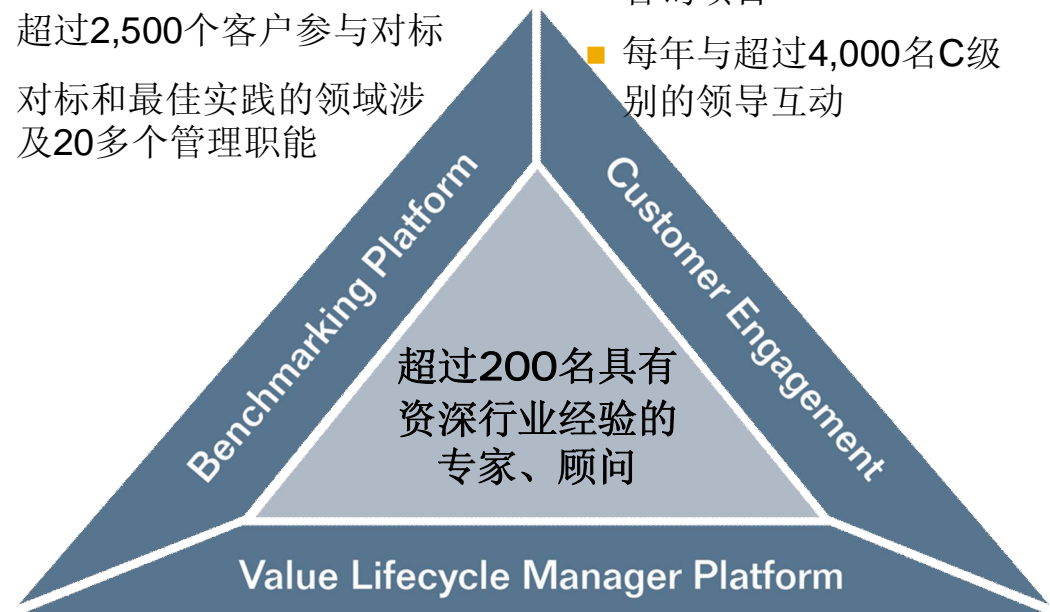 超过2,500个客户参与对标
对标和最佳实践的领域涉
及20多个管理职能
每年与超过4,000名C级
别的领导互动
Benchmarking Platform
Customer Engagement
超过200名具有
资深行业经验的
专家、顾问
Value Lifecycle Manager Platform